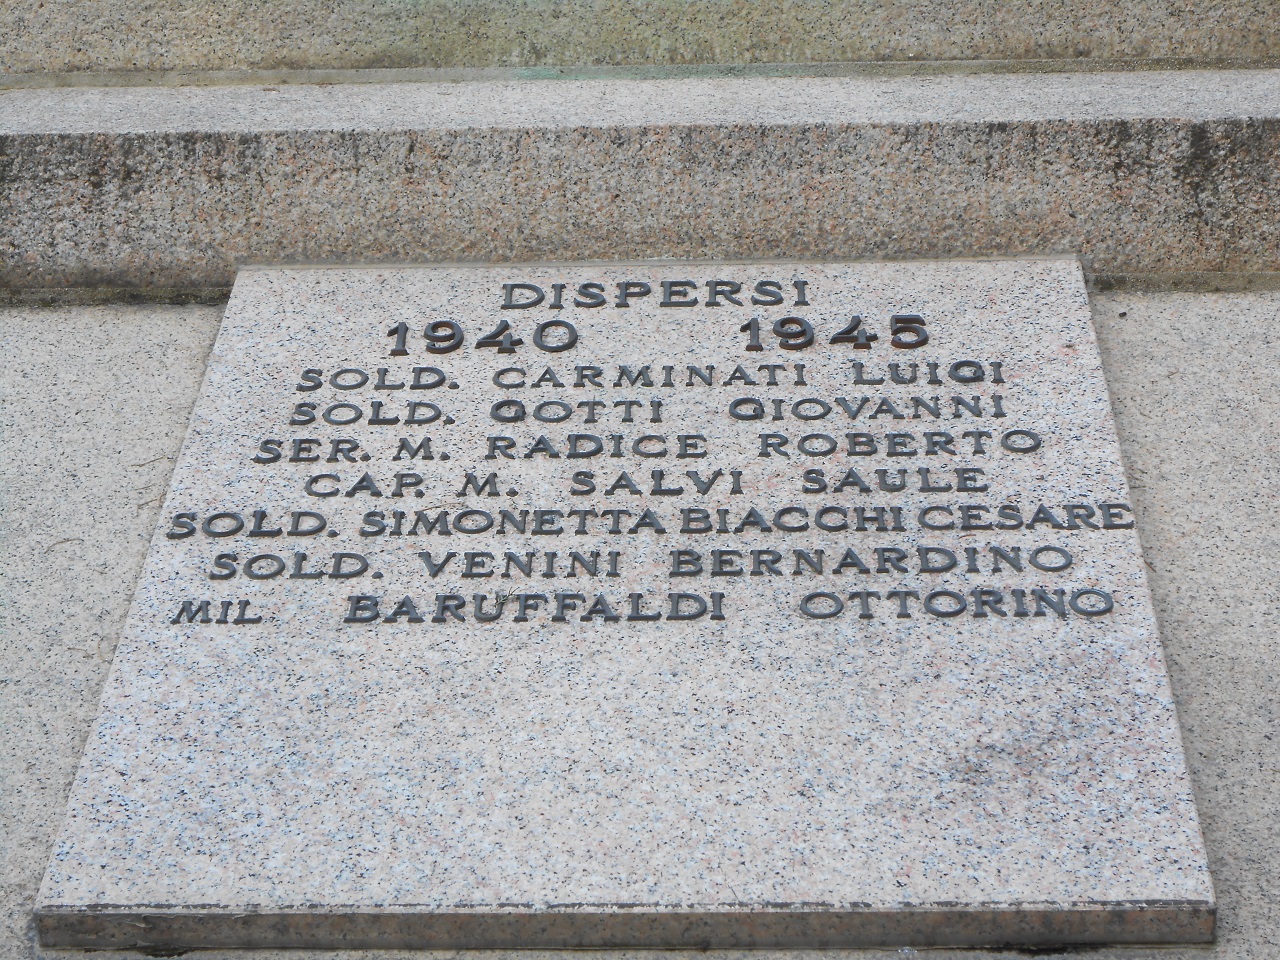 DISPERSI
1940 1945
SOLD. CARMINATI LUIGI
SOLD. GOTTI GIOVANNI
SER. M. RADICE ROBERTO
CAP. M. SALVI SAULE
SOLD. SIMONETTA BIACCHI CESARE
SOLD. VENINI BERNARDINO
MIL. BARUFFALDI OTTORINO